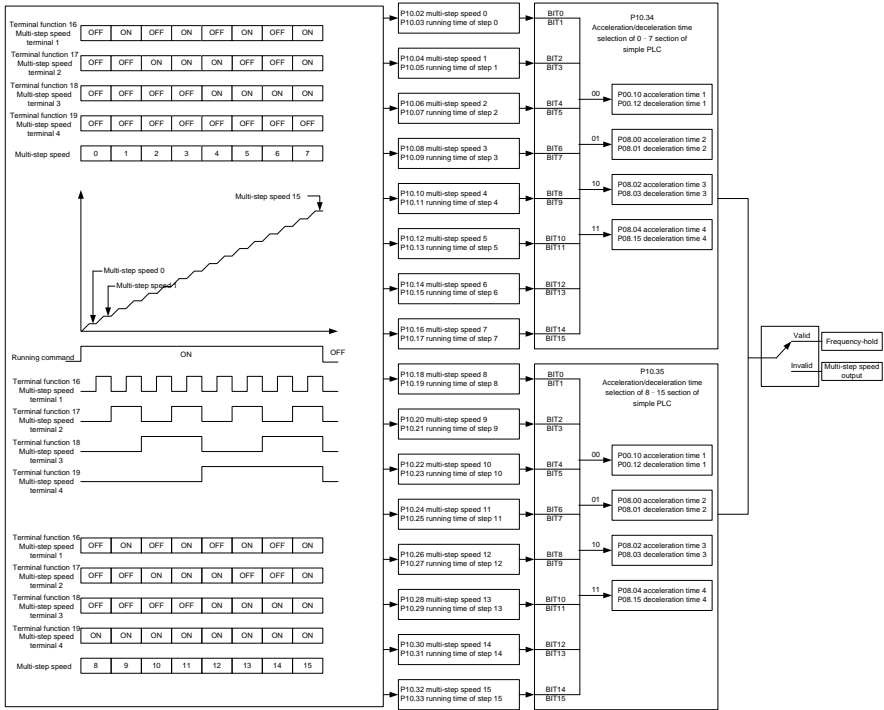 Terminal function 16
Multi-step speed
terminal 1
OFF ON OFF ON OFF ON OFF ON
Terminal function 17
Multi-step speed
terminal 2
OFF OFF ON ON OFF OFF ON ON
Terminal function 18
Multi-step speed
terminal 3
OFF OFF OFF OFF ON ON ON ON
Terminal function 19
Multi-step speed
terminal 4
OFF OFF OFF OFF OFF OFF OFF OFF
Multi-step speed 0 1 2 3 4 5 6 7
Multi-step speed 15
Multi-step speed 0
Multi-step speed 1
Running command
ON
OFF
Terminal function 16
Multi-step speed
terminal 1
Terminal function 17
Multi-step speed
terminal 2
Terminal function 18
Multi-step speed
terminal 3
Terminal function 19
Multi-step speed
terminal 4
Terminal function 16
Multi-step speed
terminal 1
OFF ON OFF ON OFF ON OFF ON
Terminal function 17
Multi-step speed
terminal 2
OFF OFF ON ON OFF OFF ON ON
Terminal function 18
Multi-step speed
terminal 3
OFF OFF OFF OFF ON ON ON ON
Terminal function 19
Multi-step speed
terminal 4
ON ON ON ON ON ON ON ON
Multi-step speed 8 9 10 11 12 13 14 15
P10.02 multi-step speed 0
P10.03 running time of step 0
P10.04 multi-step speed 1
P10.05 running time of step 1
P10.06 multi-step speed 2
P10.07 running time of step 2
P10.08 multi-step speed 3
P10.09 running time of step 3
P10.10 multi-step speed 4
P10.11 running time of step 4
P10.12 multi-step speed 5
P10.13 running time of step 5
P10.14 multi-step speed 6
P10.15 running time of step 6
P10.16 multi-step speed 7
P10.17 running time of step 7
P10.18 multi-step speed 8
P10.19 running time of step 8
P10.20 multi-step speed 9
P10.21 running time of step 9
P10.22 multi-step speed 10
P10.23 running time of step 10
P10.24 multi-step speed 11
P10.25 running time of step 11
P10.26 multi-step speed 12
P10.27 running time of step 12
P10.28 multi-step speed 13
P10.29 running time of step 13
P10.30 multi-step speed 14
P10.31 running time of step 14
P10.32 multi-step speed 15
P10.33 running time of step 15
BIT0
BIT1
BIT2
BIT3
BIT4
BIT5
BIT6
BIT7
BIT8
BIT9
BIT10
BIT11
BIT12
BIT13
BIT14
BIT15
P10.34
Acceleration/deceleration time
selection of 0-7 section of
simple PLC
00
P00.10 acceleration time 1
P00.12 deceleration time 1
01
P08.00 acceleration time 2
P08.01 deceleration time 2
10
P08.02 acceleration time 3
P08.03 deceleration time 3
11
P08.04 acceleration time 4
P08.15 deceleration time 4
BIT0
BIT1
BIT2
BIT3
BIT4
BIT5
BIT6
BIT7
BIT8
BIT9
BIT10
BIT11
BIT12
BIT13
BIT14
BIT15
P10.35
Acceleration/deceleration time
selection of 8-15 section of
simple PLC
00
P00.10 acceleration time 1
P00.12 deceleration time 1
01
P08.00 acceleration time 2
P08.01 deceleration time 2
10
P08.02 acceleration time 3
P08.03 deceleration time 3
11
P08.04 acceleration time 4
P08.15 deceleration time 4
Valid
Frequency-hold
Invalid
Multi-step speed
output